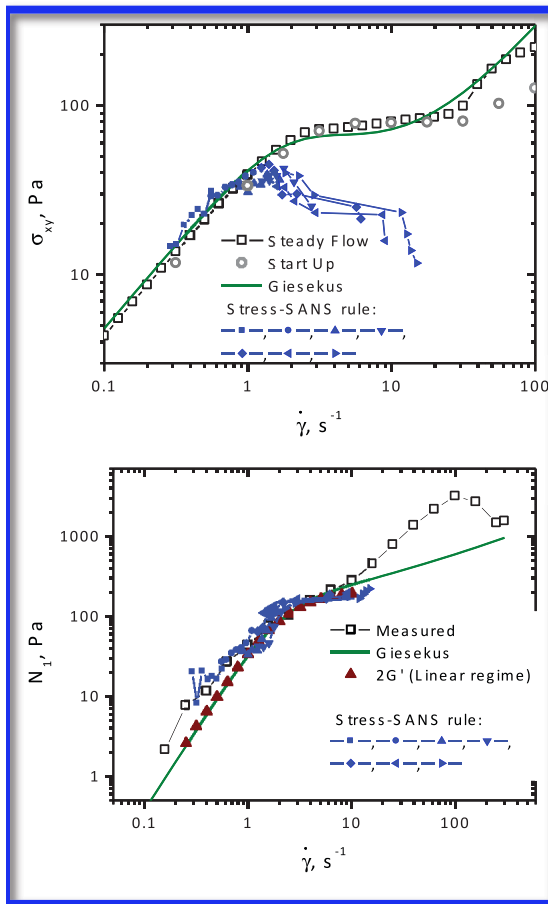 100
10
σxy, Pa
Steady Flow
Start Up
Giesekus
Stress-SANS rule:
, , , ,
, ,
0.1 1 10 100
γ̇, s-1
1000
100
10
1
N1, Pa
Measured
Giesekus
2G' (Linear regime)
Stress-SANS rule:
, , , ,
, ,
0.1 1 10 100
γ̇, s-1